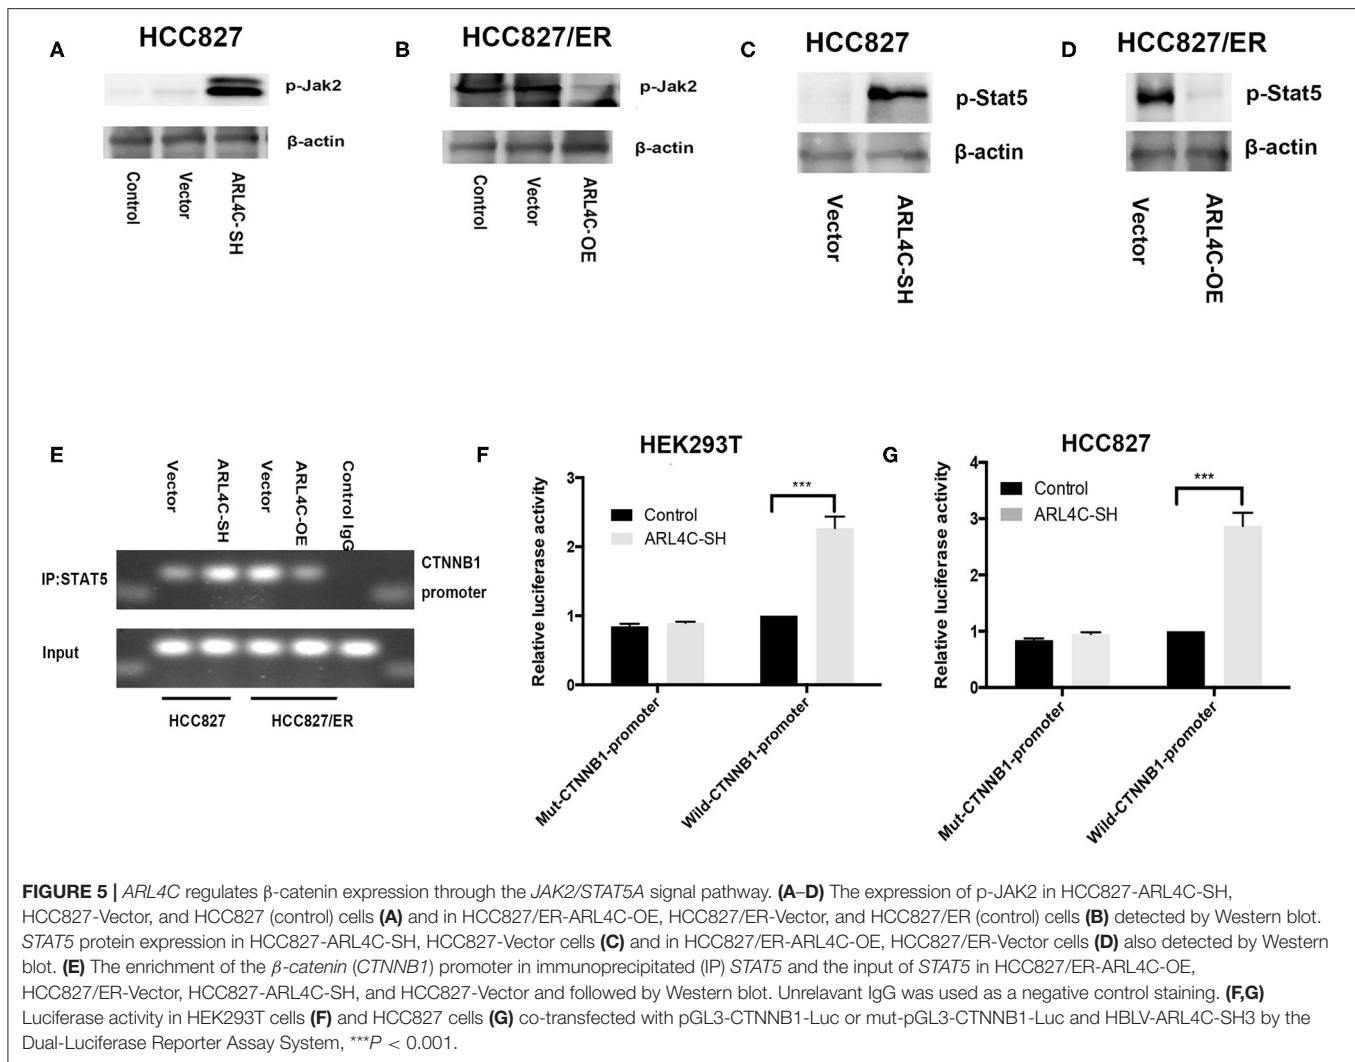 A
HCC827
p-Jak2
β-actin
Control
Vector
ARL4C-SH
B
HCC827/ER
p-Jak2
β-actin
Control
Vector
ARL4C-OE
C
HCC827
p-Stat5
β-actin
Vector
ARL4C-SH
D
HCC827/ER
p-Stat5
β-actin
Vector
ARL4C-OE
E
Vector
ARL4C-SH
Vector
ARL4C-OE
Control IgG
IP:STAT5
CTNNB1
promoter
Input
HCC827
HCC827/ER
F
HEK293T
Relative luciferase activity
3
2
1
0
Control
ARL4C-SH
***
Mut-CTNNB1-promoter
Wild-CTNNB1-promoter
G
HCC827
Relative luciferase activity
4
3
2
1
0
Control
ARL4C-SH
***
Mut-CTNNB1-promoter
Wild-CTNNB1-promoter
FIGURE 5 | ARL4C regulates β-catenin expression through the JAK2/STAT5A signal pathway. (A–D) The expression of p-JAK2 in HCC827-ARL4C-SH,
HCC827-Vector, and HCC827 (control) cells (A) and in HCC827/ER-ARL4C-OE, HCC827/ER-Vector, and HCC827/ER (control) cells (B) detected by Western blot.
STAT5 protein expression in HCC827-ARL4C-SH, HCC827-Vector cells (C) and in HCC827/ER-ARL4C-OE, HCC827/ER-Vector cells (D) also detected by Western
blot. (E) The enrichment of the β-catenin (CTNNB1) promoter in immunoprecipitated (IP) STAT5 and the input of STAT5 in HCC827/ER-ARL4C-OE,
HCC827/ER-Vector, HCC827-ARL4C-SH, and HCC827-Vector and followed by Western blot. Unrelavant IgG was used as a negative control staining. (F,G)
Luciferase activity in HEK293T cells (F) and HCC827 cells (G) co-transfected with pGL3-CTNNB1-Luc or mut-pGL3-CTNNB1-Luc and HBLV-ARL4C-SH3 by the
Dual-Luciferase Reporter Assay System, ***P < 0.001.